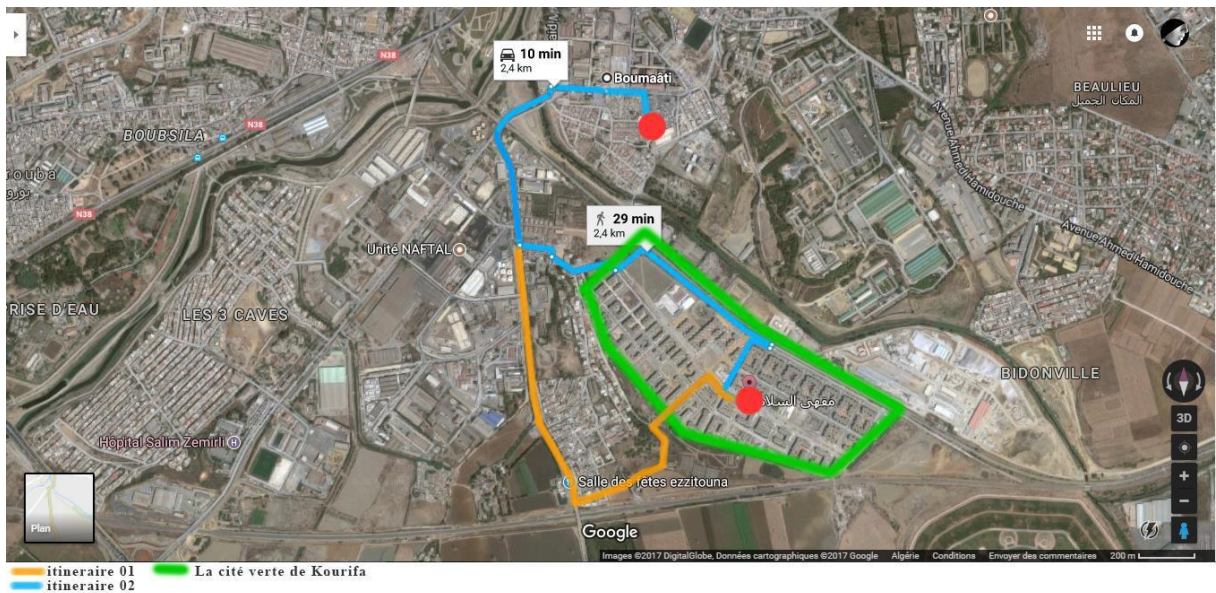 10 min
2,4 km
Boumaâti
N38
BEAULIEU
المكان الجميل
BOUBSILA
N38
Avenue Ahmed Hamidouche
N38
29 min
2,4 km
Avenue Ahmed Hamidouche
Unité NAFTAL
PRISE D'EAU
LES 3 CAVES
BIDONVILLE
مقهى السلا
3D
Hôpital Salim Zemirli H
Salle des fetes ezzitouna
Plan
Google
Images ©2017 DigitalGlobe, Données cartographiques ©2017 Google Algérie Conditions Envoyer des commentaires 200 m
itineraire 01 La cité verte de Kourifa
itineraire 02